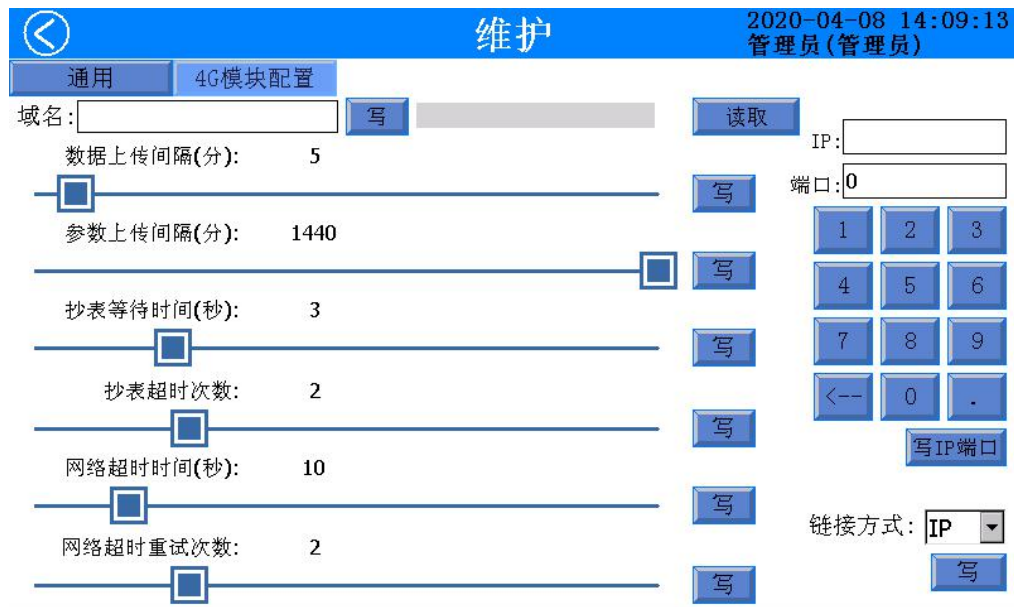 维护
2020-04-08 14:09:13
管理员(管理员)
通用
4G模块配置
域名:
写
读取
IP:
数据上传间隔(分): 5
写
端口:0
参数上传间隔(分): 1440
写
抄表等待时间(秒): 3
写
抄表超时次数: 2
写
网络超时时间(秒): 10
写
网络超时重试次数: 2
写
1 2 3
4 5 6
7 8 9
<-- 0 .
写IP端口
链接方式: IP
写